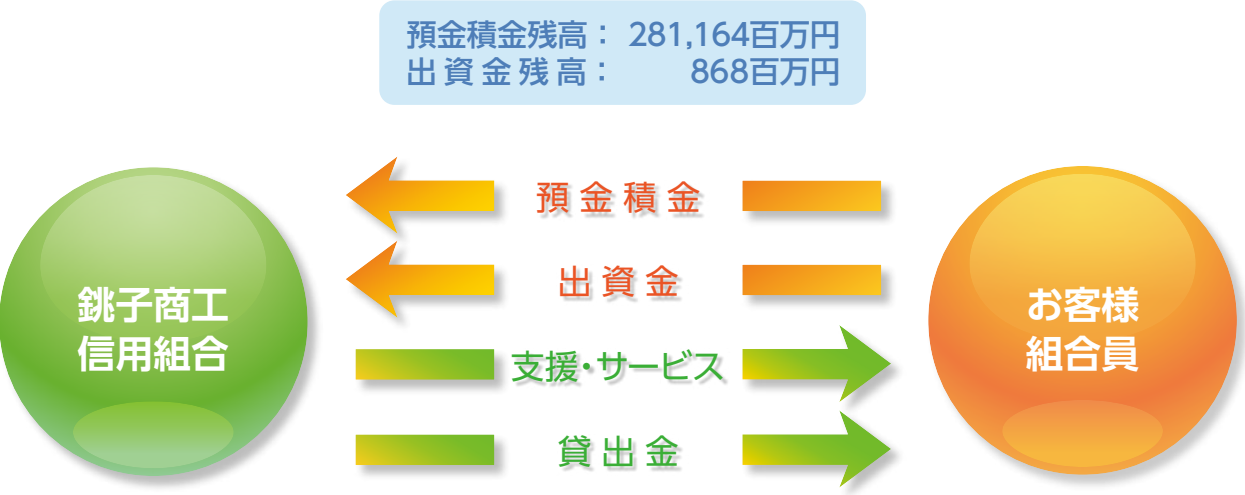 預金積金残高： 281,164百万円
出資金残高： 868百万円
預金積金
出資金
銚子商工
信用組合
お客様
組合員
支援・サービス
貸出金